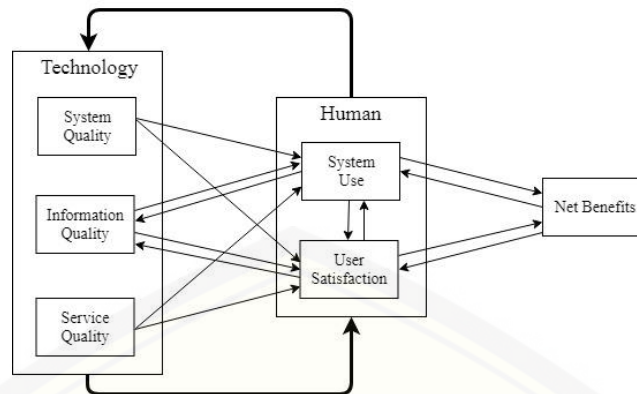 Technology
System
Quality
Information
Quality
Service
Quality
Human
System
Use
User
Satisfaction
Net Benefits